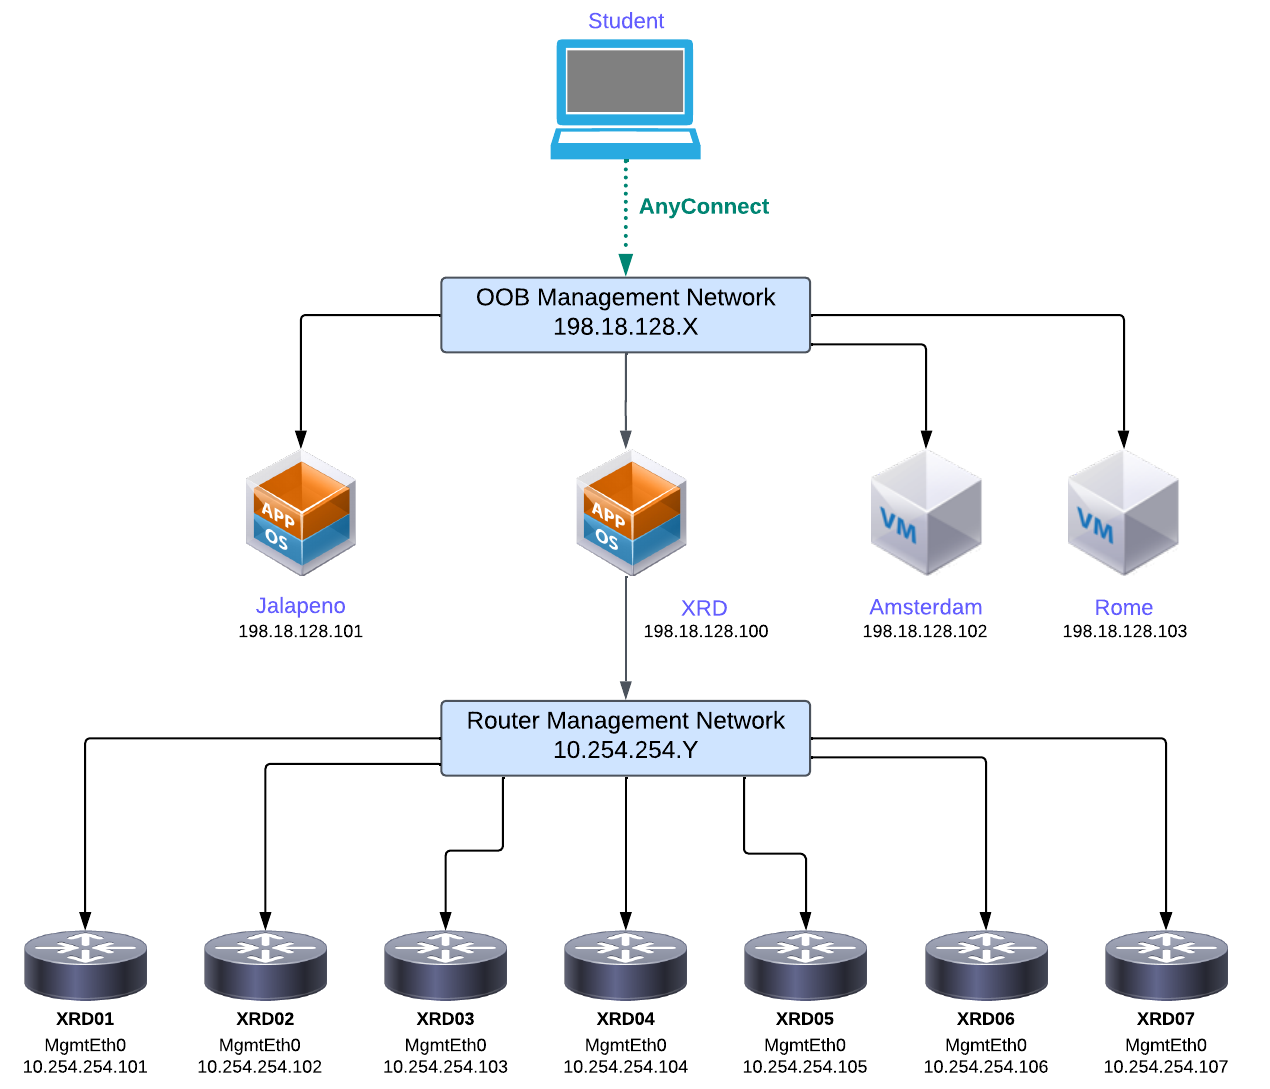 Student
AnyConnect
OOB Management Network
198.18.128.X
APP
OS
APP
OS
VM
VM
Jalapeno
198.18.128.101
XRD
198.18.128.100
Amsterdam
198.18.128.102
Rome
198.18.128.103
Router Management Network
10.254.254.Y
XRD01
MgmtEth0
10.254.254.101
XRD02
MgmtEth0
10.254.254.102
XRD03
MgmtEth0
10.254.254.103
XRD04
MgmtEth0
10.254.254.104
XRD05
MgmtEth0
10.254.254.105
XRD06
MgmtEth0
10.254.254.106
XRD07
MgmtEth0
10.254.254.107